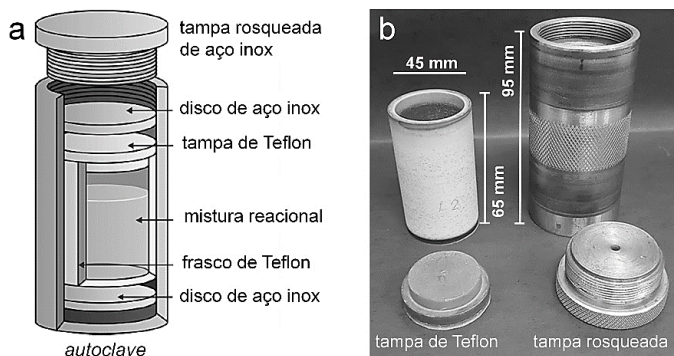 a
tampa rosqueada
de aço inox
disco de aço inox
tampa de Teflon
mistura reacional
frasco de Teflon
disco de aço inox
autoclave
b
45 mm
95 mm
65 mm
L2
tampa de Teflon
tampa rosqueada